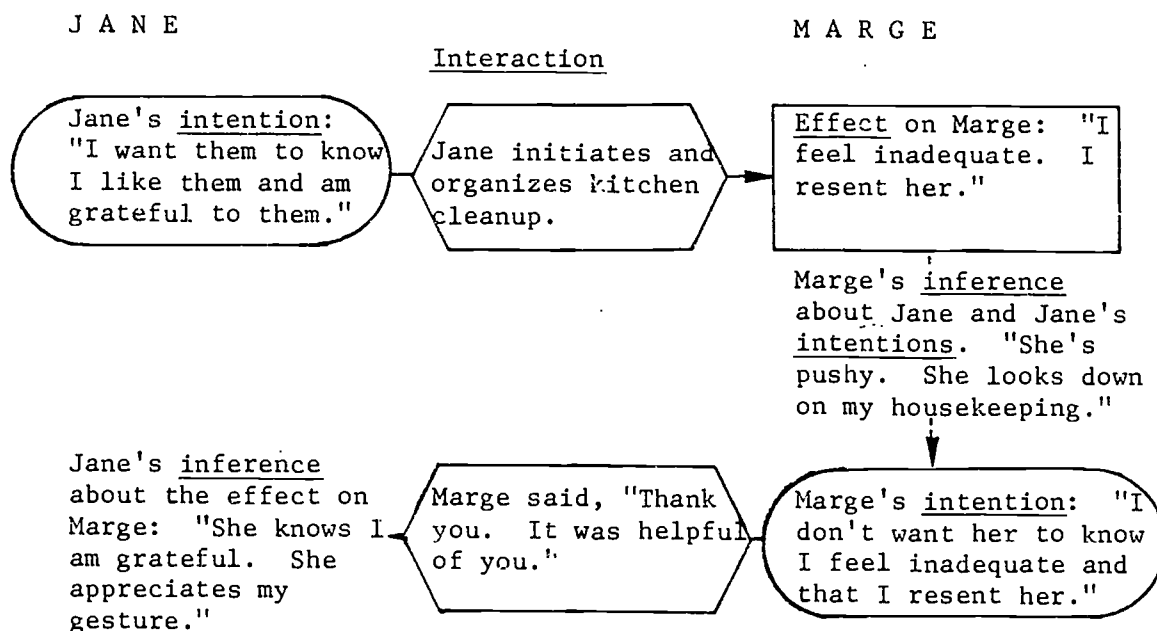 J A N E
M A R G E
Interaction
Jane's intention:
"I want them to know
I like them and am
grateful to them."
Jane initiates and
organizes kitchen
cleanup.
Effect on Marge: "I
feel inadequate. I
resent her."
Marge's inference
about Jane and Jane's
intentions. "She's
pushy. She looks down
on my housekeeping."
Marge's intention: "I
don't want her to know
I feel inadequate and
that I resent her."
Marge said, "Thank
you. It was helpful
of you."
Jane's inference
about the effect on
Marge: "She knows I
am grateful. She
appreciates my
gesture."